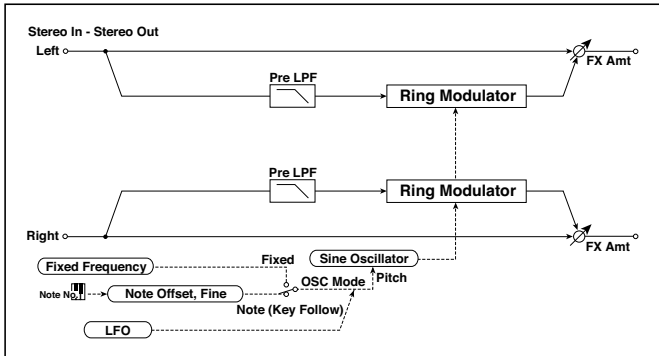 Stereo In - Stereo Out
Left
FX Amt
Pre LPF
Ring Modulator
Pre LPF
Ring Modulator
Right
FX Amt
Fixed
Sine Oscillator
Fixed Frequency
OSC Mode
Pitch
Note No.
Note Offset, Fine
Note (Key Follow)
LFO